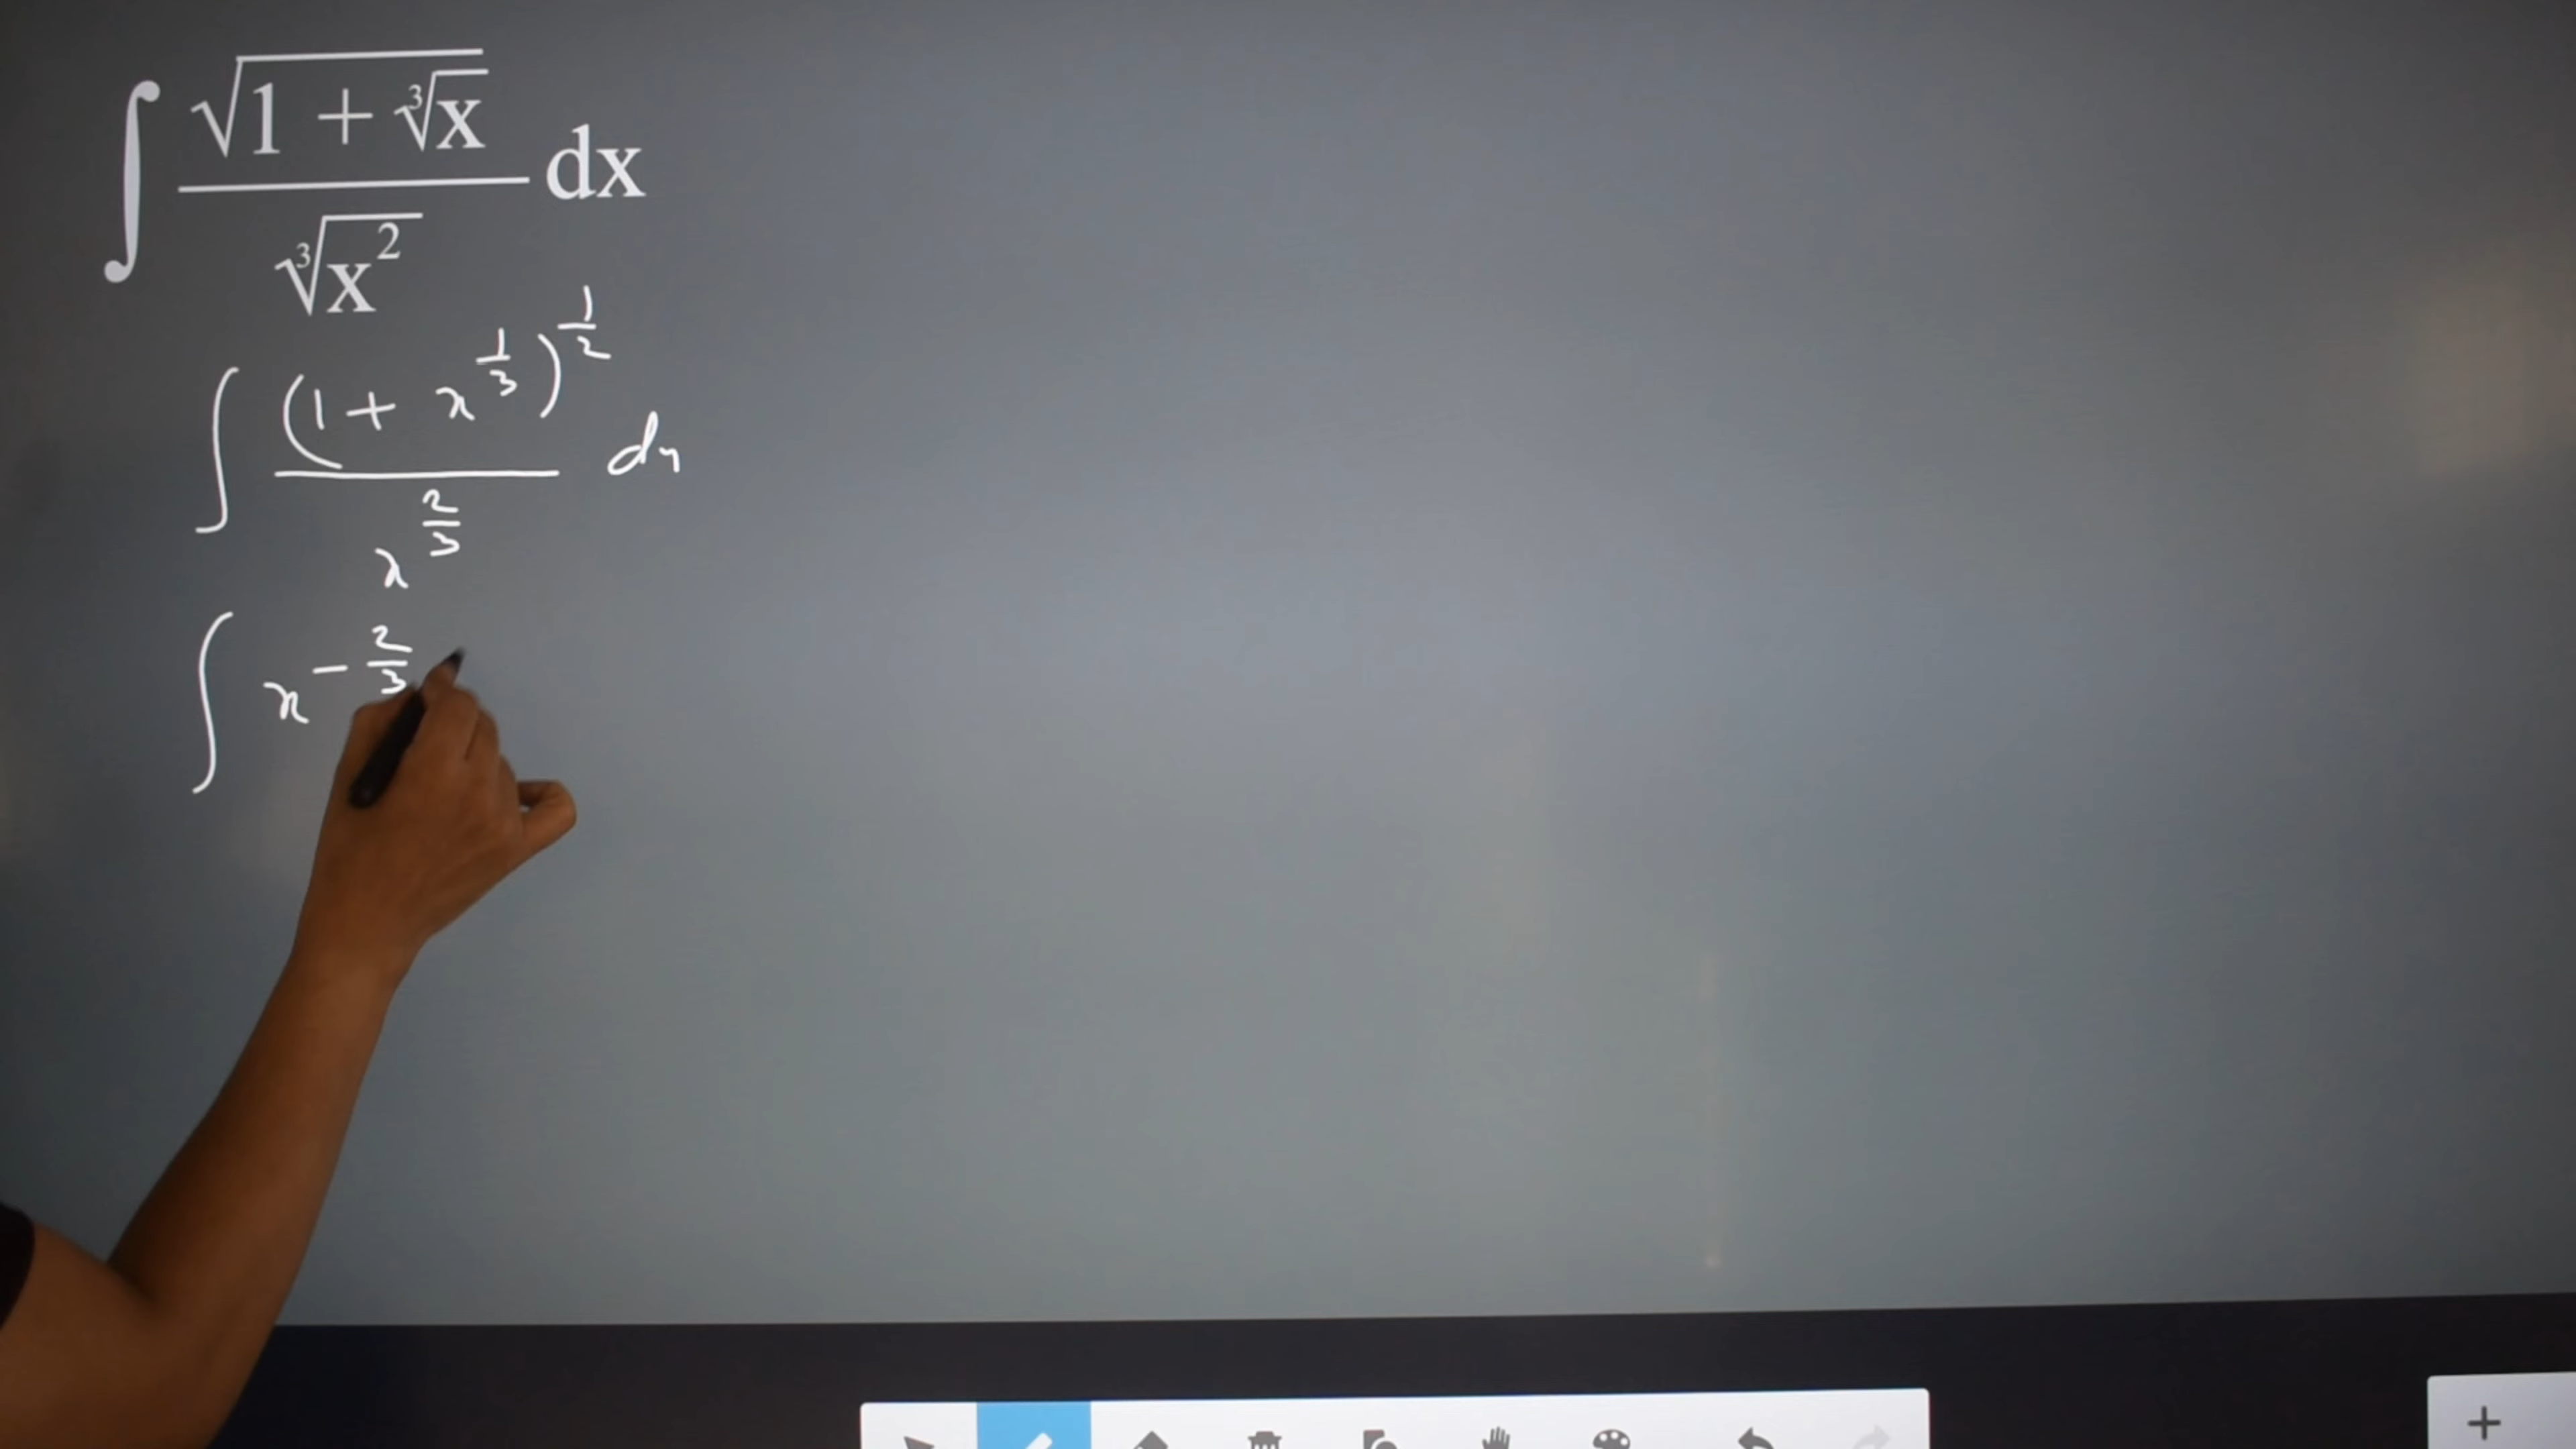 ∫ √(1 + ∛x) / ∛(x²) dx
∫ (1 + x^(1/3))^(1/2) / x^(2/3) dx
∫ x^(-2/3)